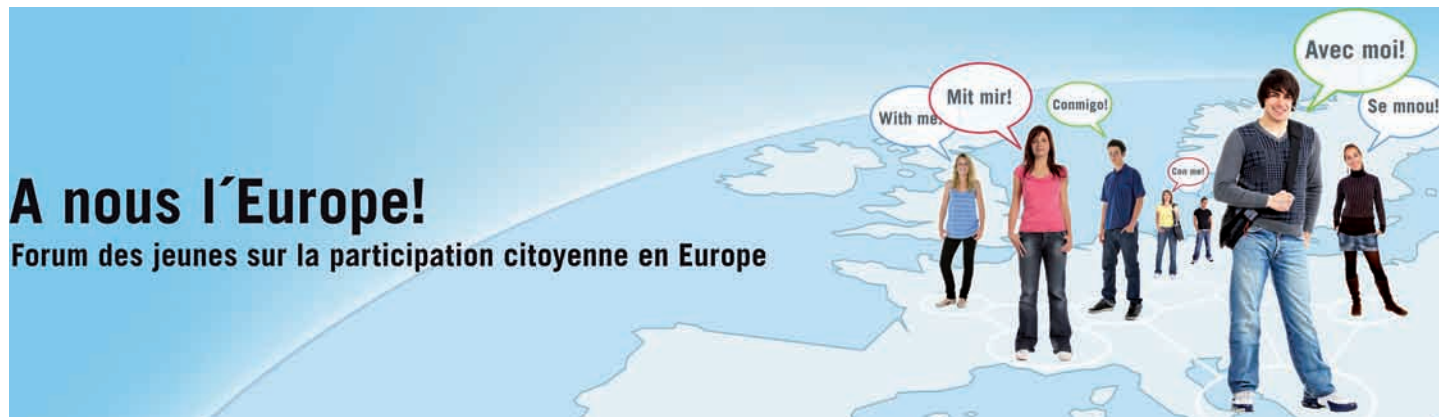 A nous l´Europe!
Forum des jeunes sur la participation citoyenne en Europe
With me!
Mit mir!
Conmigo!
Con me!
Avec moi!
Se mnou!